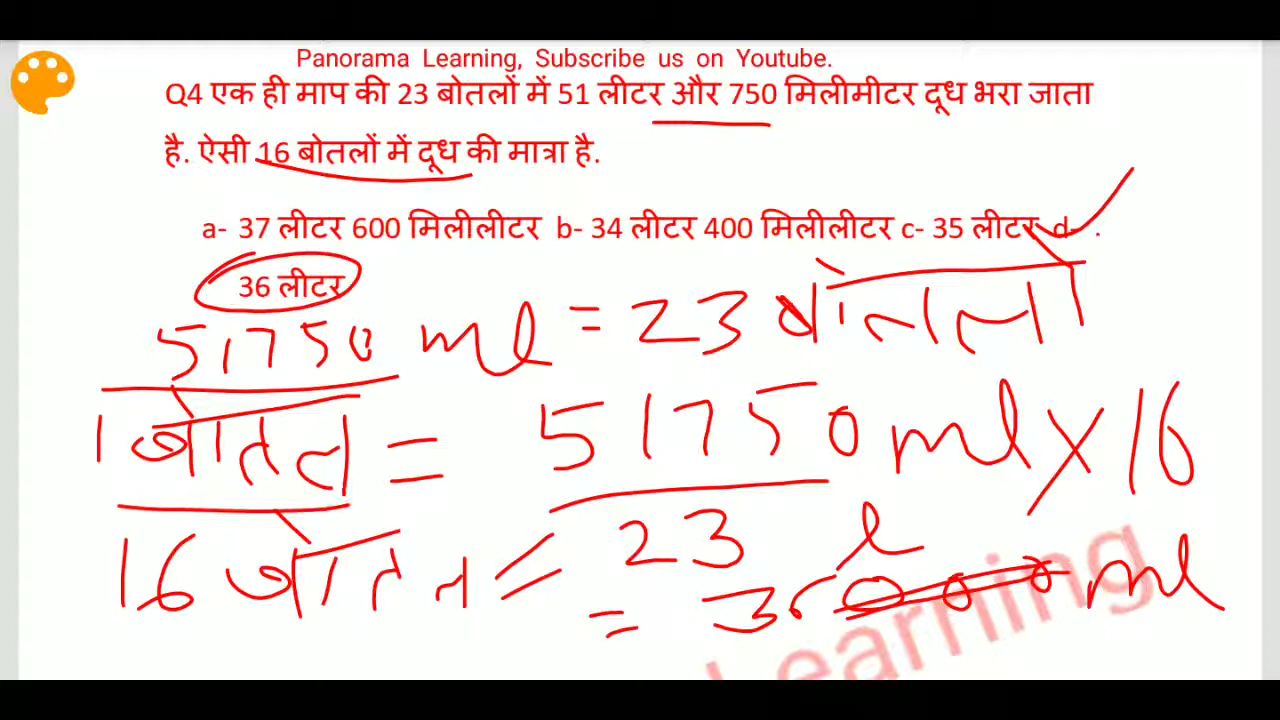 Panorama Learning, Subscribe us on Youtube.
Q4 एक ही माप की 23 बोतलों में 51 लीटर और 750 मिलीमीटर दूध भरा जाता
है. ऐसी 16 बोतलों में दूध की मात्रा है.
a- 37 लीटर 600 मिलीलीटर b- 34 लीटर 400 मिलीलीटर c- 35 लीटर d- .
36 लीटर
51750 ml = 23 बोतलों
1 बोतल = 51750 ml × 16
23
16 बोतल =
= 36000 ml
l
Learning